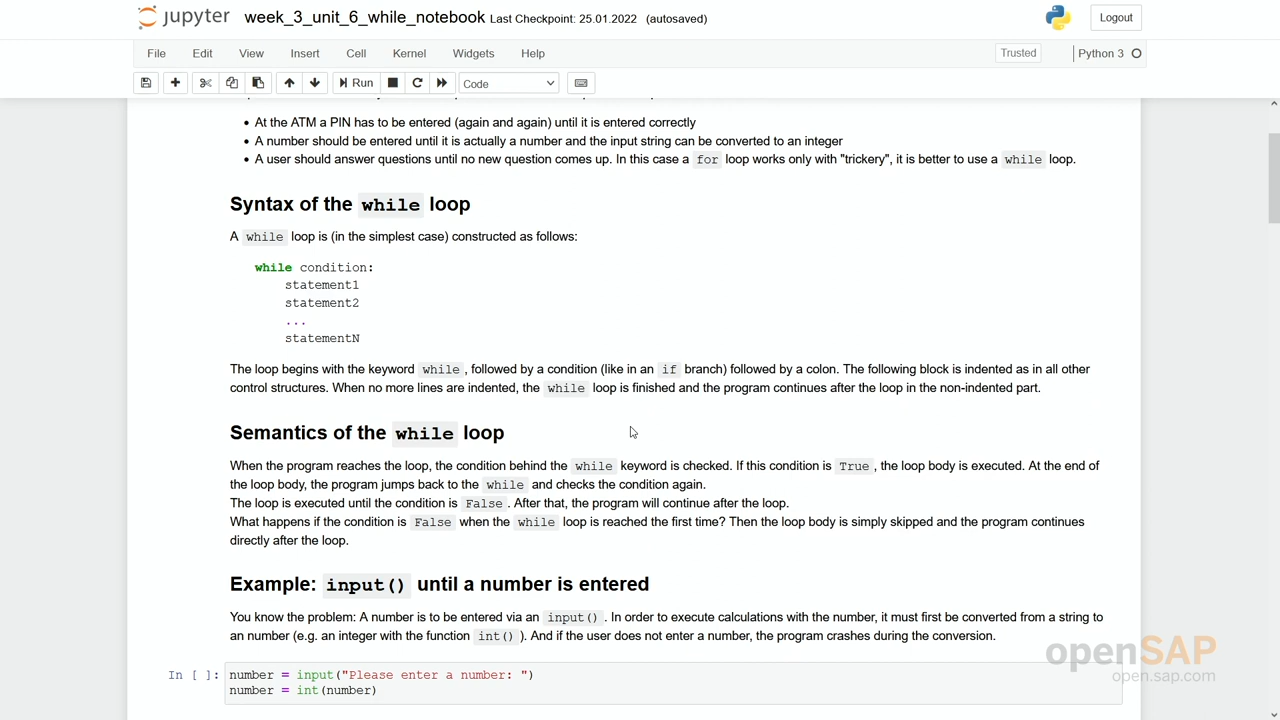 jupyter week_3_unit_6_while_notebook Last Checkpoint: 25.01.2022 (autosaved) Logout
File Edit View Insert Cell Kernel Widgets Help Trusted Python 3
Run Code
• At the ATM a PIN has to be entered (again and again) until it is entered correctly
• A number should be entered until it is actually a number and the input string can be converted to an integer
• A user should answer questions until no new question comes up. In this case a for loop works only with "trickery", it is better to use a while loop.
Syntax of the while loop
A while loop is (in the simplest case) constructed as follows:
while condition:
statement1
statement2
...
statementN
The loop begins with the keyword while, followed by a condition (like in an if branch) followed by a colon. The following block is indented as in all other
control structures. When no more lines are indented, the while loop is finished and the program continues after the loop in the non-indented part.
Semantics of the while loop
When the program reaches the loop, the condition behind the while keyword is checked. If this condition is True, the loop body is executed. At the end of
the loop body, the program jumps back to the while and checks the condition again.
The loop is executed until the condition is False. After that, the program will continue after the loop.
What happens if the condition is False when the while loop is reached the first time? Then the loop body is simply skipped and the program continues
directly after the loop.
Example: input() until a number is entered
You know the problem: A number is to be entered via an input(). In order to execute calculations with the number, it must first be converted from a string to
an number (e.g. an integer with the function int()). And if the user does not enter a number, the program crashes during the conversion.
In [ ]: number = input("Please enter a number: ")
number = int(number)
openSAP
open.sap.com